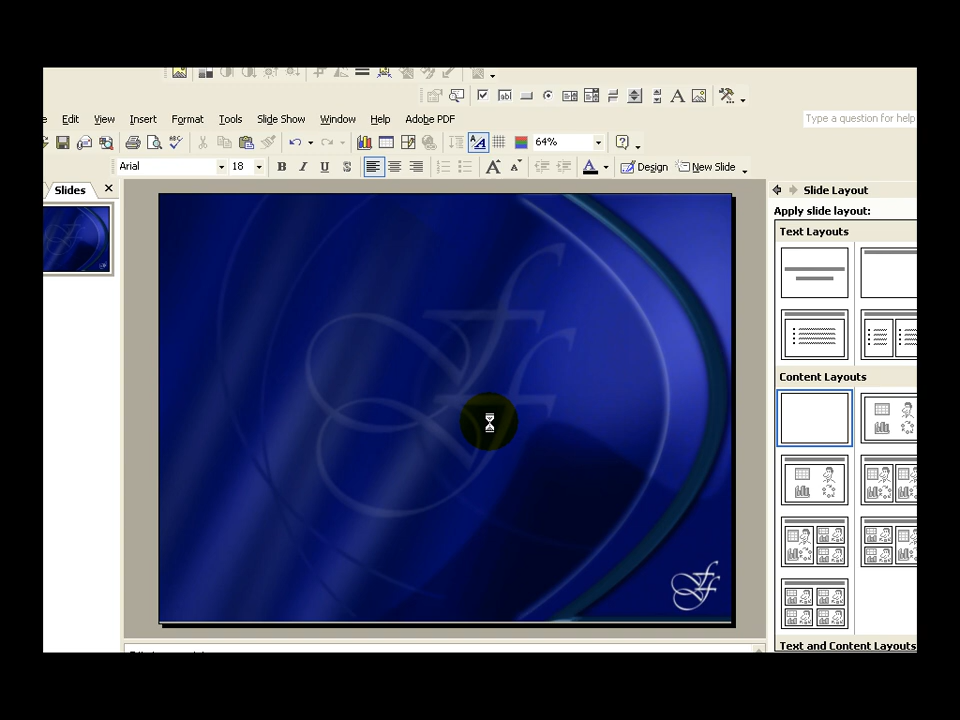 Edit View Insert Format Tools Slide Show Window Help Adobe PDF
Type a question for help
64%
Arial 18 B I U S Design New Slide
Slides
Slide Layout
Apply slide layout:
Text Layouts
Content Layouts
Text and Content Layouts